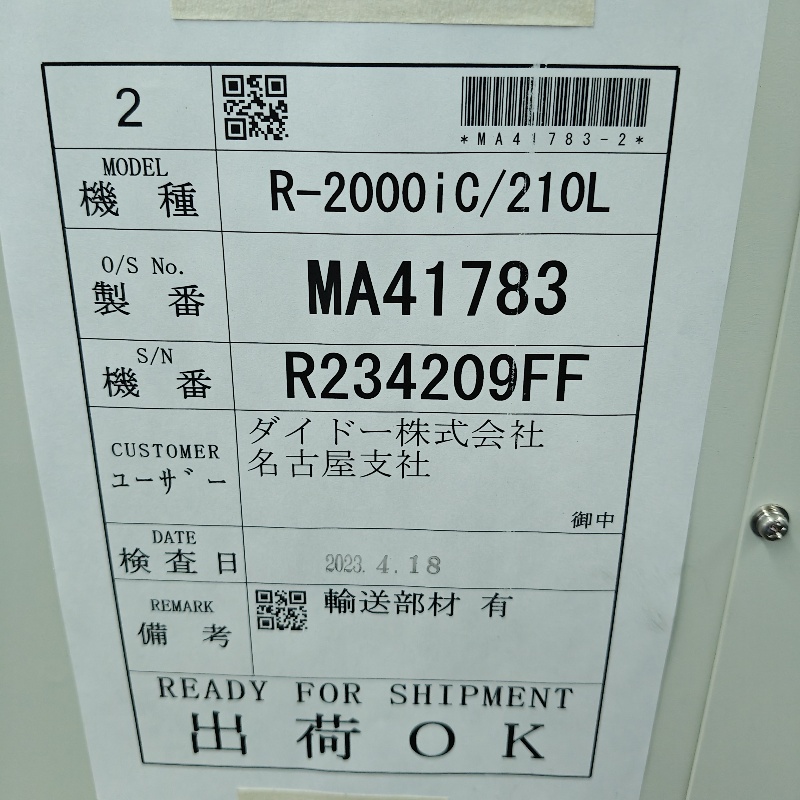 2
*MA41783-2*
MODEL
機 種
R-2000iC/210L
O/S No.
製 番
MA41783
S/N
機 番
R234209FF
CUSTOMER
ユーザー
ダイドー株式会社
名古屋支社
御中
DATE
検 査 日
2023. 4.18
REMARK
備 考
輸送部材 有
READY FOR SHIPMENT
出 荷 O K